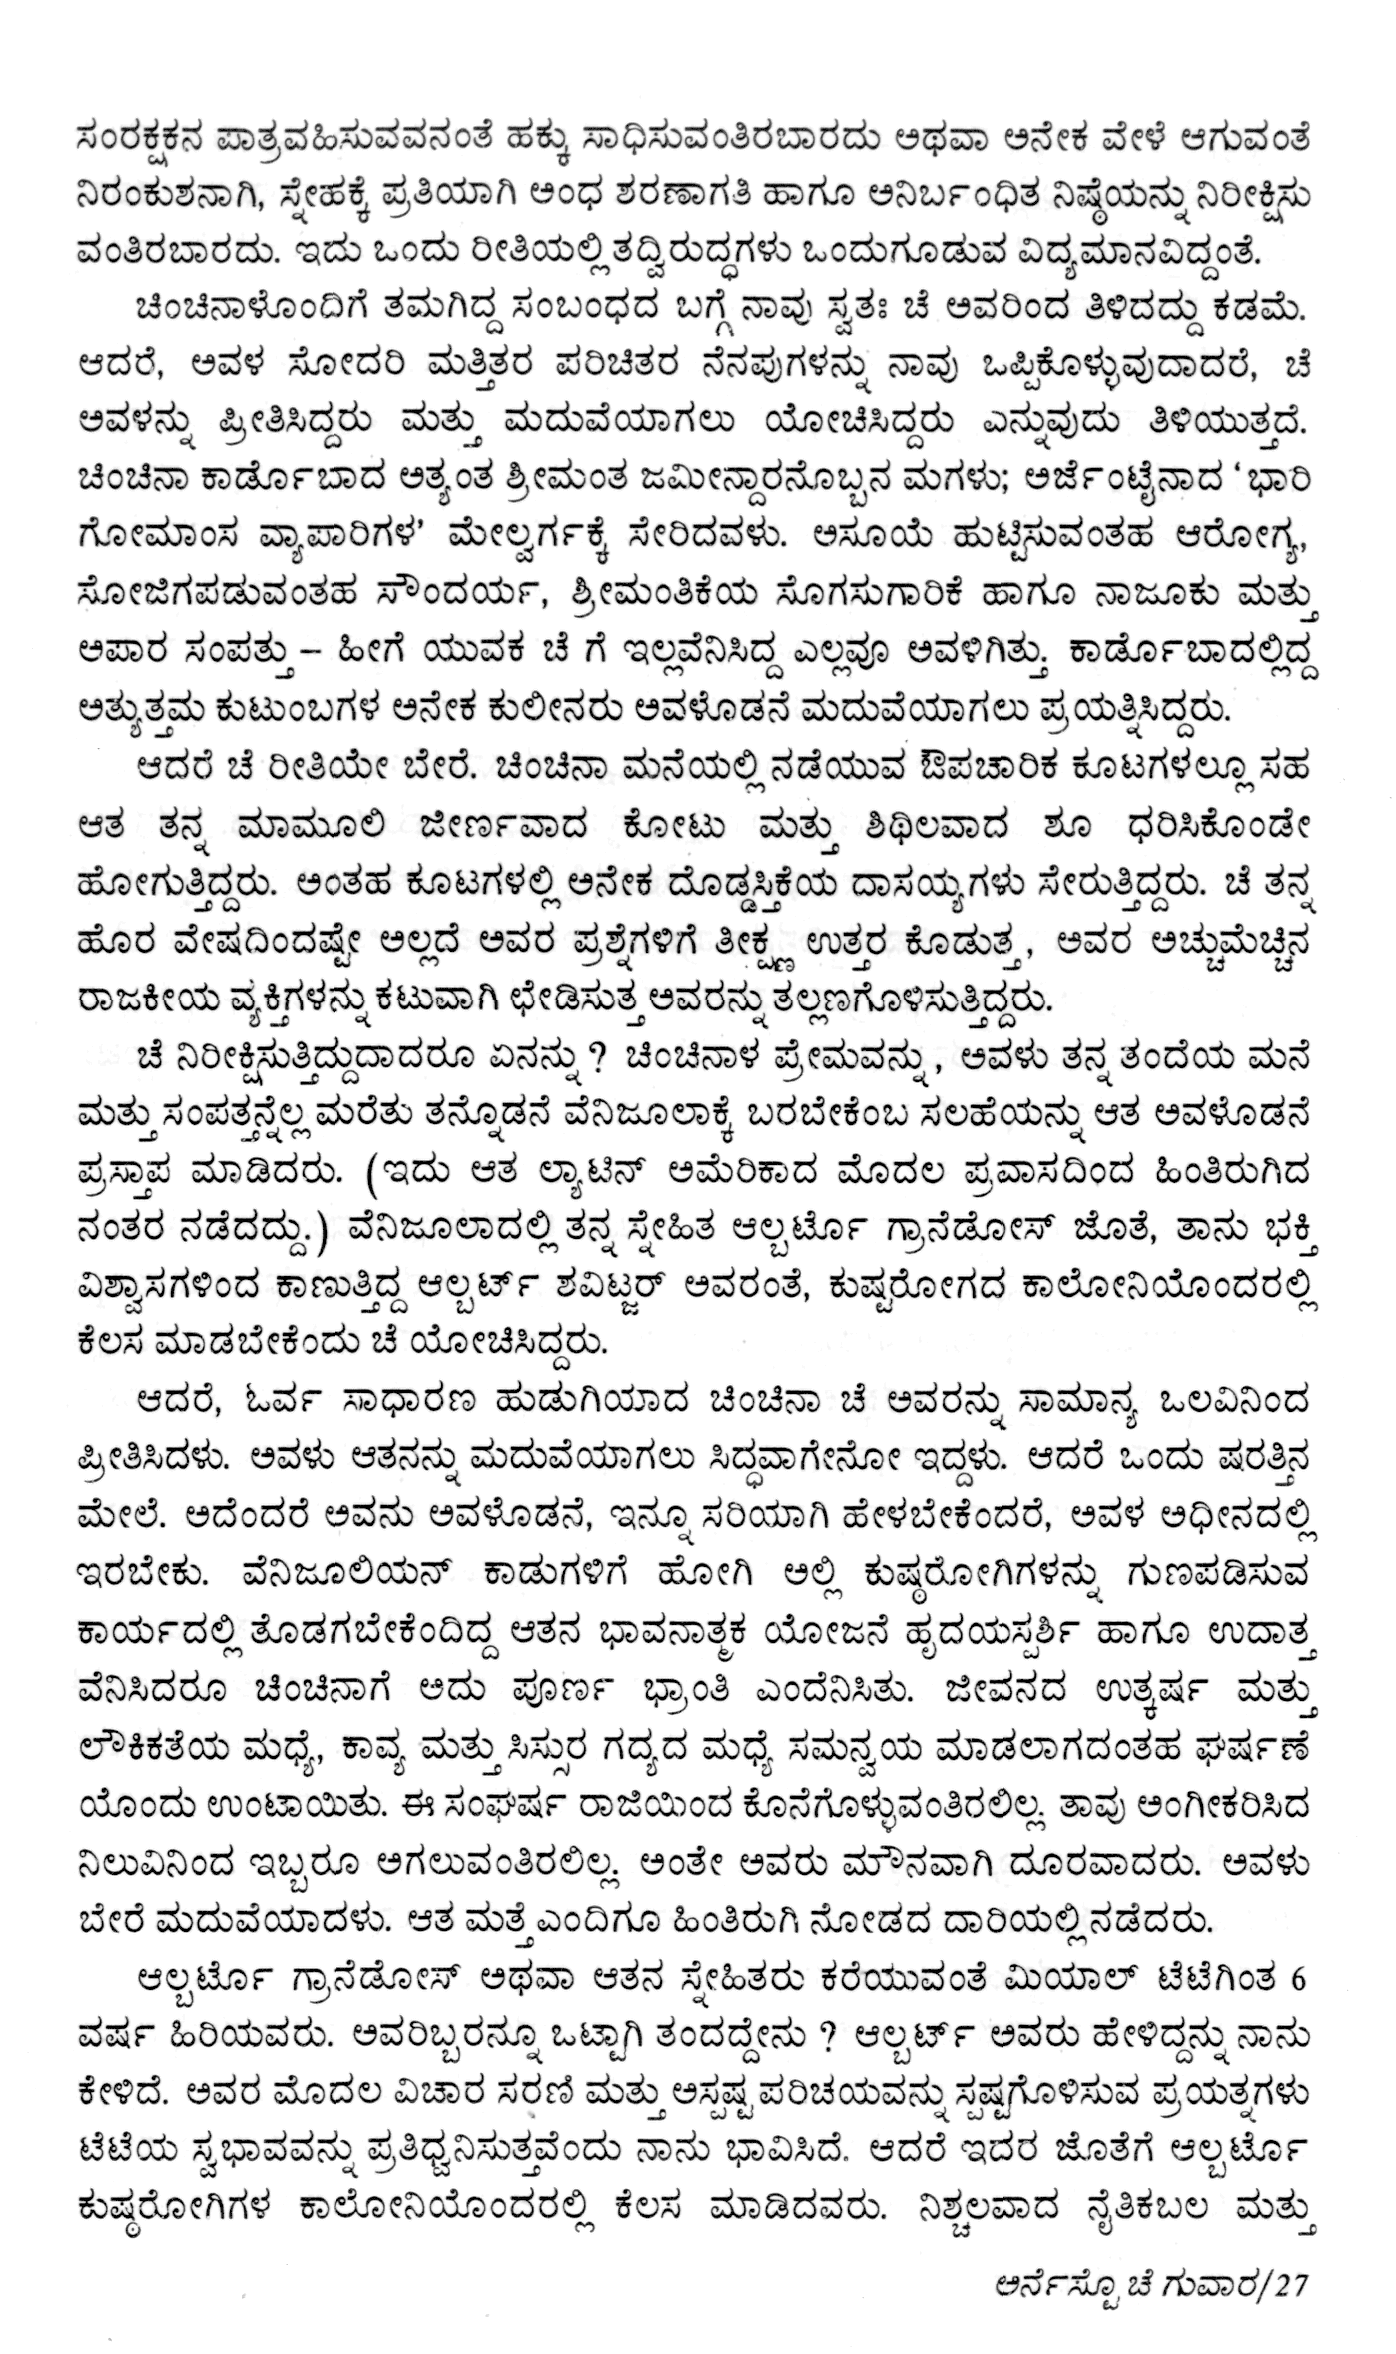 ಸಂರಕ್ಷಕನ ಪಾತ್ರವಹಿಸುವವನಂತೆ ಹಕ್ಕು ಸಾಧಿಸುವಂತಿರಬಾರದು ಅಥವಾ ಅನೇಕ ವೇಳೆ ಆಗುವಂತೆ
ನಿರಂಕುಶನಾಗಿ, ಸ್ನೇಹಕ್ಕೆ ಪ್ರತಿಯಾಗಿ ಅಂಧ ಶರಣಾಗತಿ ಹಾಗೂ ಅನಿರ್ಬಂಧಿತ ನಿಷ್ಠೆಯನ್ನು ನಿರೀಕ್ಷಿಸು
ವಂತಿರಬಾರದು. ಇದು ಒಂದು ರೀತಿಯಲ್ಲಿ ತದ್ವಿರುದ್ಧಗಳು ಒಂದುಗೂಡುವ ವಿದ್ಯಮಾನವಿದ್ದಂತೆ.
ಚಿಂಚಿನಾಳೊಂದಿಗೆ ತಮಗಿದ್ದ ಸಂಬಂಧದ ಬಗ್ಗೆ ನಾವು ಸ್ವತಃ ಚೆ ಅವರಿಂದ ತಿಳಿದದ್ದು ಕಡಮೆ.
ಆದರೆ, ಅವಳ ಸೋದರಿ ಮತ್ತಿತರ ಪರಿಚಿತರ ನೆನಪುಗಳನ್ನು ನಾವು ಒಪ್ಪಿಕೊಳ್ಳುವುದಾದರೆ, ಚೆ
ಅವಳನ್ನು ಪ್ರೀತಿಸಿದ್ದರು ಮತ್ತು ಮದುವೆಯಾಗಲು ಯೋಚಿಸಿದ್ದರು ಎನ್ನುವುದು ತಿಳಿಯುತ್ತದೆ.
ಚಿಂಚಿನಾ ಕಾರ್ಡೊಬಾದ ಅತ್ಯಂತ ಶ್ರೀಮಂತ ಜಮೀನ್ದಾರನೊಬ್ಬನ ಮಗಳು; ಅರ್ಜೆಂಟೈನಾದ ‘ಭಾರಿ
ಗೋಮಾಂಸ ವ್ಯಾಪಾರಿಗಳ’ ಮೇಲ್ವರ್ಗಕ್ಕೆ ಸೇರಿದವಳು. ಅಸೂಯೆ ಹುಟ್ಟಿಸುವಂತಹ ಆರೋಗ್ಯ,
ಸೋಜಿಗಪಡುವಂತಹ ಸೌಂದರ್ಯ, ಶ್ರೀಮಂತಿಕೆಯ ಸೊಗಸುಗಾರಿಕೆ ಹಾಗೂ ನಾಜೂಕು ಮತ್ತು
ಅಪಾರ ಸಂಪತ್ತು – ಹೀಗೆ ಯುವಕ ಚೆ ಗೆ ಇಲ್ಲವೆನಿಸಿದ್ದ ಎಲ್ಲವೂ ಅವಳಿಗಿತ್ತು. ಕಾರ್ಡೊಬಾದಲ್ಲಿದ್ದ
ಅತ್ಯುತ್ತಮ ಕುಟುಂಬಗಳ ಅನೇಕ ಕುಲೀನರು ಅವಳೊಡನೆ ಮದುವೆಯಾಗಲು ಪ್ರಯತ್ನಿಸಿದ್ದರು.
ಆದರೆ ಚೆ ರೀತಿಯೇ ಬೇರೆ. ಚಿಂಚಿನಾ ಮನೆಯಲ್ಲಿ ನಡೆಯುವ ಔಪಚಾರಿಕ ಕೂಟಗಳಲ್ಲೂ ಸಹ
ಆತ ತನ್ನ ಮಾಮೂಲಿ ಜೀರ್ಣವಾದ ಕೋಟು ಮತ್ತು ಶಿಥಿಲವಾದ ಶೂ ಧರಿಸಿಕೊಂಡೇ
ಹೋಗುತ್ತಿದ್ದರು. ಅಂತಹ ಕೂಟಗಳಲ್ಲಿ ಅನೇಕ ದೊಡ್ಡಸ್ತಿಕೆಯ ದಾಸಯ್ಯಗಳು ಸೇರುತ್ತಿದ್ದರು. ಚೆ ತನ್ನ
ಹೊರ ವೇಷದಿಂದಷ್ಟೇ ಅಲ್ಲದೆ ಅವರ ಪ್ರಶ್ನೆಗಳಿಗೆ ತೀಕ್ಷ್ಣ ಉತ್ತರ ಕೊಡುತ್ತ, ಅವರ ಅಚ್ಚುಮೆಚ್ಚಿನ
ರಾಜಕೀಯ ವ್ಯಕ್ತಿಗಳನ್ನು ಕಟುವಾಗಿ ಛೇಡಿಸುತ್ತ ಅವರನ್ನು ತಲ್ಲಣಗೊಳಿಸುತ್ತಿದ್ದರು.
ಚೆ ನಿರೀಕ್ಷಿಸುತ್ತಿದ್ದುದಾದರೂ ಏನನ್ನು ? ಚಿಂಚಿನಾಳ ಪ್ರೇಮವನ್ನು, ಅವಳು ತನ್ನ ತಂದೆಯ ಮನೆ
ಮತ್ತು ಸಂಪತ್ತನ್ನೆಲ್ಲ ಮರೆತು ತನ್ನೊಡನೆ ವೆನಿಜೂಲಾಕ್ಕೆ ಬರಬೇಕೆಂಬ ಸಲಹೆಯನ್ನು ಆತ ಅವಳೊಡನೆ
ಪ್ರಸ್ತಾಪ ಮಾಡಿದರು. (ಇದು ಆತ ಲ್ಯಾಟಿನ್ ಅಮೆರಿಕಾದ ಮೊದಲ ಪ್ರವಾಸದಿಂದ ಹಿಂತಿರುಗಿದ
ನಂತರ ನಡೆದದ್ದು.) ವೆನಿಜೂಲಾದಲ್ಲಿ ತನ್ನ ಸ್ನೇಹಿತ ಆಲ್ಬರ್ಟೊ ಗ್ರಾನೆಡೋಸ್ ಜೊತೆ, ತಾನು ಭಕ್ತಿ
ವಿಶ್ವಾಸಗಳಿಂದ ಕಾಣುತ್ತಿದ್ದ ಆಲ್ಬರ್ಟ್ ಶವಿಟ್ಜರ್ ಅವರಂತೆ, ಕುಷ್ಟರೋಗದ ಕಾಲೋನಿಯೊಂದರಲ್ಲಿ
ಕೆಲಸ ಮಾಡಬೇಕೆಂದು ಚೆ ಯೋಚಿಸಿದ್ದರು.
ಆದರೆ, ಓರ್ವ ಸಾಧಾರಣ ಹುಡುಗಿಯಾದ ಚಿಂಚಿನಾ ಚೆ ಅವರನ್ನು ಸಾಮಾನ್ಯ ಒಲವಿನಿಂದ
ಪ್ರೀತಿಸಿದಳು. ಅವಳು ಆತನನ್ನು ಮದುವೆಯಾಗಲು ಸಿದ್ಧವಾಗೇನೋ ಇದ್ದಳು. ಆದರೆ ಒಂದು ಷರತ್ತಿನ
ಮೇಲೆ. ಅದೆಂದರೆ ಅವನು ಅವಳೊಡನೆ, ಇನ್ನೂ ಸರಿಯಾಗಿ ಹೇಳಬೇಕೆಂದರೆ, ಅವಳ ಅಧೀನದಲ್ಲಿ
ಇರಬೇಕು. ವೆನಿಜೂಲಿಯನ್ ಕಾಡುಗಳಿಗೆ ಹೋಗಿ ಅಲ್ಲಿ ಕುಷ್ಠರೋಗಿಗಳನ್ನು ಗುಣಪಡಿಸುವ
ಕಾರ್ಯದಲ್ಲಿ ತೊಡಗಬೇಕೆಂದಿದ್ದ ಆತನ ಭಾವನಾತ್ಮಕ ಯೋಜನೆ ಹೃದಯಸ್ಪರ್ಶಿ ಹಾಗೂ ಉದಾತ್ತ
ವೆನಿಸಿದರೂ ಚಿಂಚಿನಾಗೆ ಅದು ಪೂರ್ಣ ಭ್ರಾಂತಿ ಎಂದೆನಿಸಿತು. ಜೀವನದ ಉತ್ಕರ್ಷ ಮತ್ತು
ಲೌಕಿಕತೆಯ ಮಧ್ಯೆ, ಕಾವ್ಯ ಮತ್ತು ಸಿಸ್ಸುರ ಗದ್ಯದ ಮಧ್ಯೆ ಸಮನ್ವಯ ಮಾಡಲಾಗದಂತಹ ಘರ್ಷಣೆ
ಯೊಂದು ಉಂಟಾಯಿತು. ಈ ಸಂಘರ್ಷ ರಾಜಿಯಿಂದ ಕೊನೆಗೊಳ್ಳುವಂತಿರಲಿಲ್ಲ. ತಾವು ಅಂಗೀಕರಿಸಿದ
ನಿಲುವಿನಿಂದ ಇಬ್ಬರೂ ಅಗಲುವಂತಿರಲಿಲ್ಲ. ಅಂತೇ ಅವರು ಮೌನವಾಗಿ ದೂರವಾದರು. ಅವಳು
ಬೇರೆ ಮದುವೆಯಾದಳು. ಆತ ಮತ್ತೆ ಎಂದಿಗೂ ಹಿಂತಿರುಗಿ ನೋಡದ ದಾರಿಯಲ್ಲಿ ನಡೆದರು.
ಆಲ್ಬರ್ಟೊ ಗ್ರಾನೆಡೋಸ್ ಅಥವಾ ಆತನ ಸ್ನೇಹಿತರು ಕರೆಯುವಂತೆ ಮಿಯಾಲ್ ಟೆಟೆಗಿಂತ 6
ವರ್ಷ ಹಿರಿಯವರು. ಅವರಿಬ್ಬರನ್ನೂ ಒಟ್ಟಾಗಿ ತಂದದ್ದೇನು ? ಆಲ್ಬರ್ಟ್ ಅವರು ಹೇಳಿದ್ದನ್ನು ನಾನು
ಕೇಳಿದೆ. ಅವರ ಮೊದಲ ವಿಚಾರ ಸರಣಿ ಮತ್ತು ಅಸ್ಪಷ್ಟ ಪರಿಚಯವನ್ನು ಸ್ಪಷ್ಟಗೊಳಿಸುವ ಪ್ರಯತ್ನಗಳು
ಟೆಟೆಯ ಸ್ವಭಾವವನ್ನು ಪ್ರತಿಧ್ವನಿಸುತ್ತವೆಂದು ನಾನು ಭಾವಿಸಿದೆ. ಆದರೆ ಇದರ ಜೊತೆಗೆ ಆಲ್ಬರ್ಟೊ
ಕುಷ್ಠರೋಗಿಗಳ ಕಾಲೋನಿಯೊಂದರಲ್ಲಿ ಕೆಲಸ ಮಾಡಿದವರು. ನಿಶ್ಚಲವಾದ ನೈತಿಕಬಲ ಮತ್ತು
ಅರ್ನೆಸ್ಟೊ ಚೆ ಗುವಾರ/27